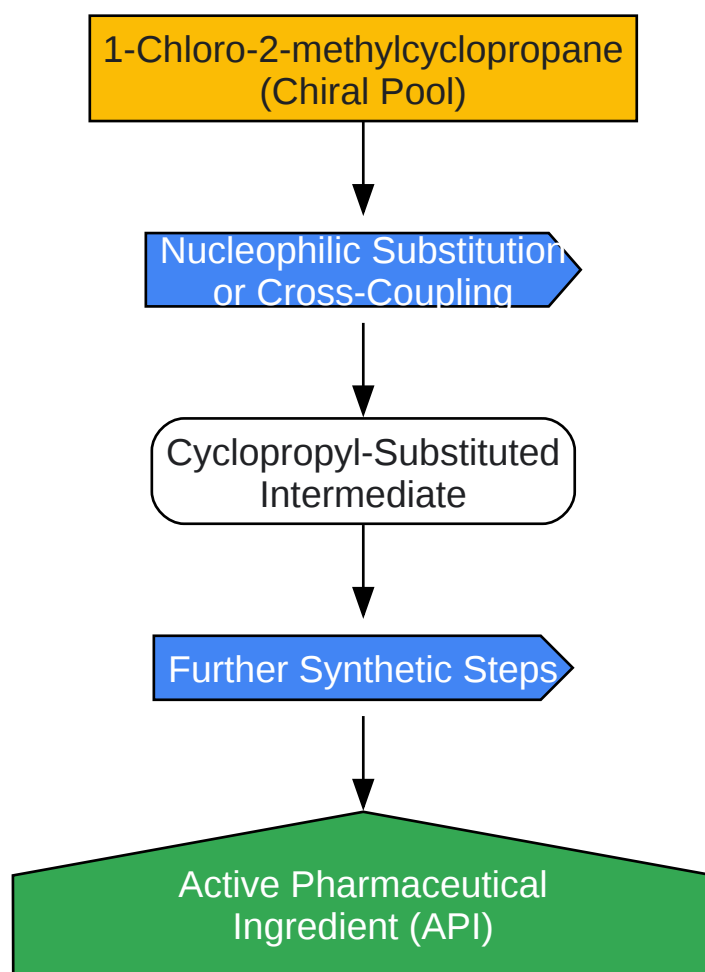 1-Chloro-2-methylcyclopropane
(Chiral Pool)
Nucleophilic Substitution
or Cross-Coupling
Cyclopropyl-Substituted
Intermediate
Further Synthetic Steps
Active Pharmaceutical
Ingredient (API)